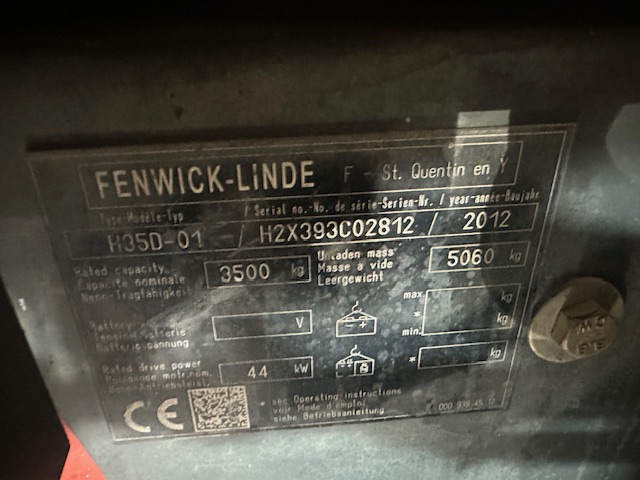 FENWICK-LINDE F - St. Quentin en Y
Type-Modèle-Typ / Serial no.-No. de série-Serien-Nr. / year-année-Baujahr
H35D-01 / H2X393C02812 / 2012
Rated capacity
Capacité nominale
Nenn-Tragfähigkeit
3500 kg
Unladen mass
Masse à vide
Leergewicht
5060 kg
Battery
Batteriespannung
V
- +
max. kg
*
min. kg
Rated drive power
44 kW
* kg
CE
* see Operating instructions
voir Mode d'emploi
siehe Betriebsanleitung